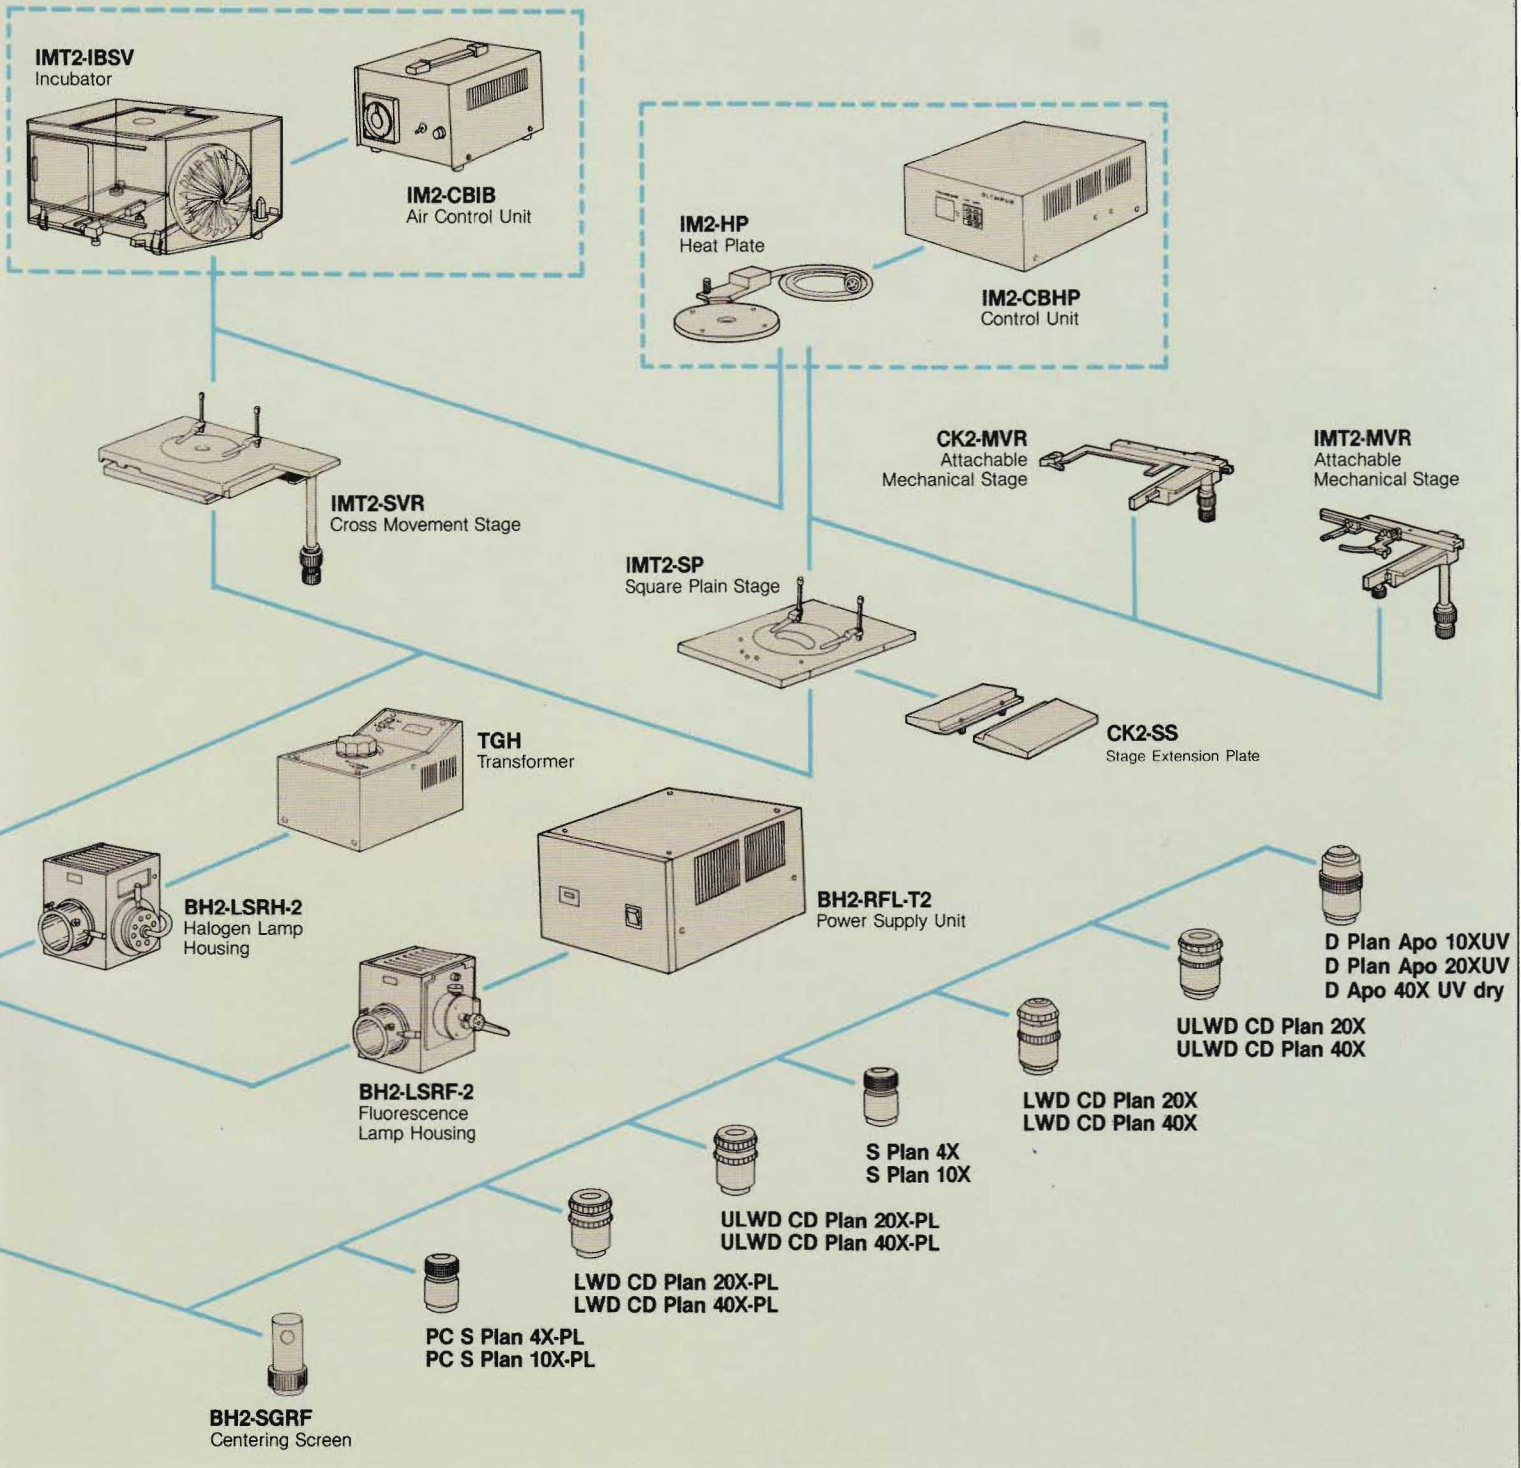 IMT2-IBSV
Incubator
IM2-CBIB
Air Control Unit
IM2-HP
Heat Plate
OLYMPUS
IM2-CBHP
Control Unit
IMT2-SVR
Cross Movement Stage
CK2-MVR
Attachable
Mechanical Stage
IMT2-MVR
Attachable
Mechanical Stage
IMT2-SP
Square Plain Stage
CK2-SS
Stage Extension Plate
TGH
Transformer
BH2-LSRH-2
Halogen Lamp
Housing
BH2-RFL-T2
Power Supply Unit
BH2-LSRF-2
Fluorescence
Lamp Housing
D Plan Apo 10XUV
D Plan Apo 20XUV
D Apo 40X UV dry
ULWD CD Plan 20X
ULWD CD Plan 40X
LWD CD Plan 20X
LWD CD Plan 40X
S Plan 4X
S Plan 10X
ULWD CD Plan 20X-PL
ULWD CD Plan 40X-PL
LWD CD Plan 20X-PL
LWD CD Plan 40X-PL
PC S Plan 4X-PL
PC S Plan 10X-PL
BH2-SGRF
Centering Screen